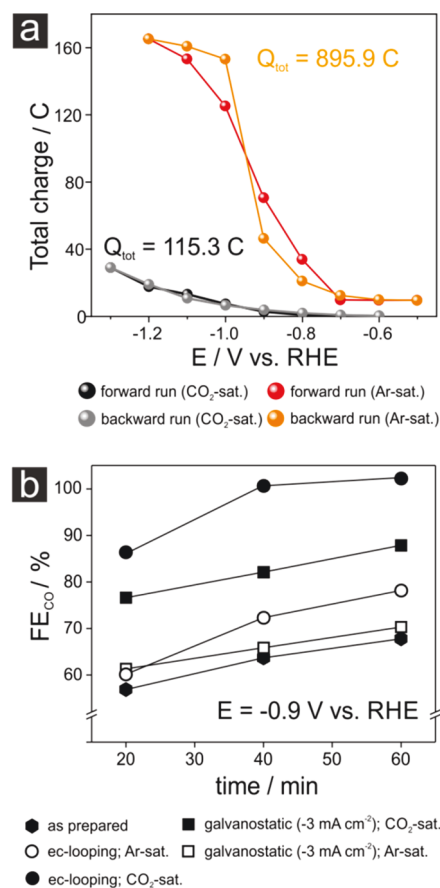 a
160
120
80
40
0
Total charge / C
Q_tot = 895.9 C
Q_tot = 115.3 C
-1.2 -1.0 -0.8 -0.6
E / V vs. RHE
forward run (CO₂-sat.) forward run (Ar-sat.)
backward run (CO₂-sat.) backward run (Ar-sat.)
b
100
90
80
70
60
FE_CO / %
E = -0.9 V vs. RHE
20 30 40 50 60
time / min
as prepared galvanostatic (-3 mA cm⁻²); CO₂-sat.
ec-looping; Ar-sat. galvanostatic (-3 mA cm⁻²); Ar-sat.
ec-looping; CO₂-sat.